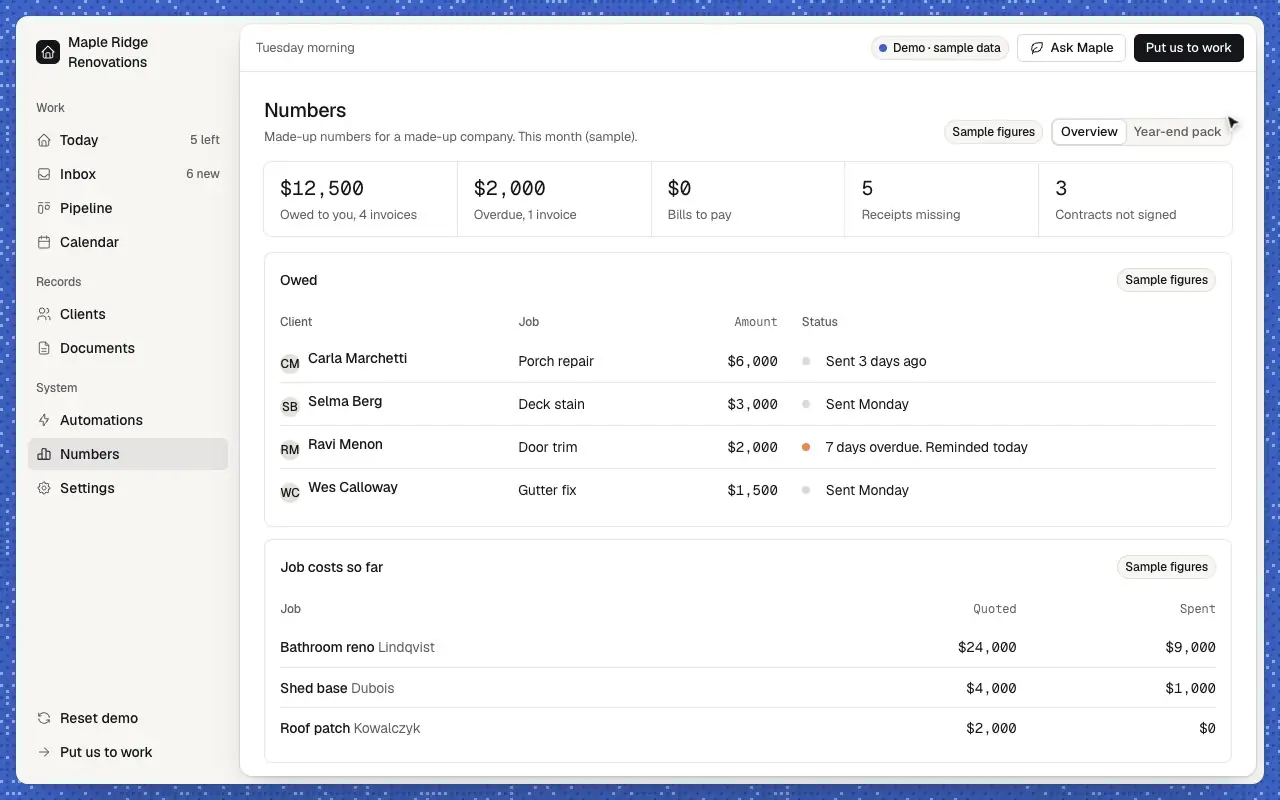 Maple Ridge
Renovations
Work
Today 5 left
Inbox 6 new
Pipeline
Calendar
Records
Clients
Documents
System
Automations
Numbers
Settings
Reset demo
Put us to work
Tuesday morning
Demo · sample data
Ask Maple
Put us to work
Numbers
Made-up numbers for a made-up company. This month (sample).
Sample figures
Overview
Year-end pack
$12,500
Owed to you, 4 invoices
$2,000
Overdue, 1 invoice
$0
Bills to pay
5
Receipts missing
3
Contracts not signed
Owed
Sample figures
Client Job Amount Status
CM Carla Marchetti Porch repair $6,000 Sent 3 days ago
SB Selma Berg Deck stain $3,000 Sent Monday
RM Ravi Menon Door trim $2,000 7 days overdue. Reminded today
WC Wes Calloway Gutter fix $1,500 Sent Monday
Job costs so far
Sample figures
Job Quoted Spent
Bathroom reno Lindqvist $24,000 $9,000
Shed base Dubois $4,000 $1,000
Roof patch Kowalczyk $2,000 $0